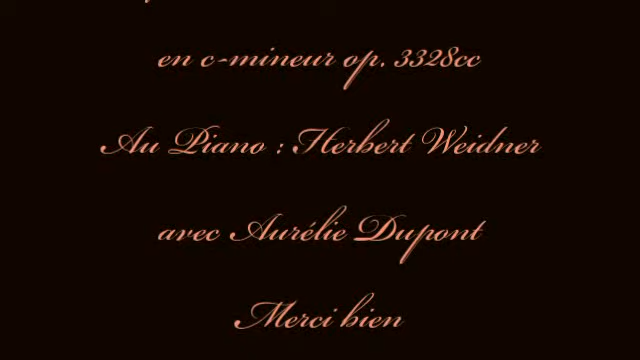 en c-mineur op. 3328cc
Au Piano : Herbert Weidner
avec Aurélie Dupont
Merci bien